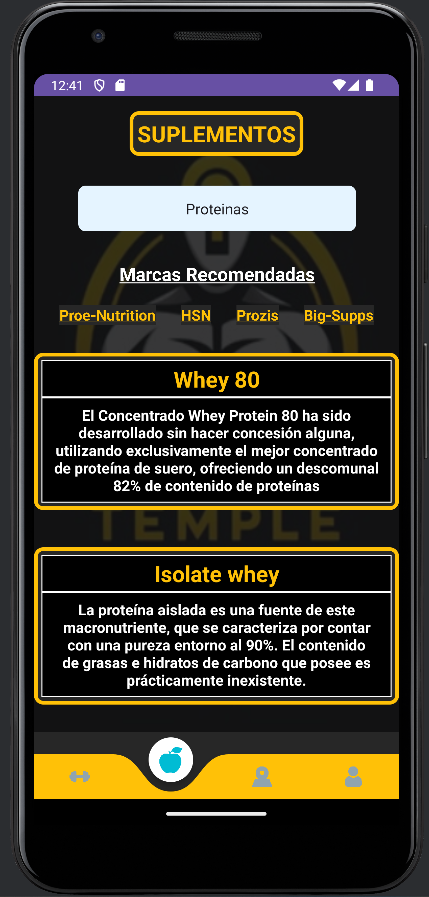 12:41
SUPLEMENTOS
Proteinas
Marcas Recomendadas
Proe-Nutrition HSN Prozis Big-Supps
Whey 80
El Concentrado Whey Protein 80 ha sido
desarrollado sin hacer concesión alguna,
utilizando exclusivamente el mejor concentrado
de proteína de suero, ofreciendo un descomunal
82% de contenido de proteínas
TEMPLE
Isolate whey
La proteína aislada es una fuente de este
macronutriente, que se caracteriza por contar
con una pureza entorno al 90%. El contenido
de grasas e hidratos de carbono que posee es
prácticamente inexistente.